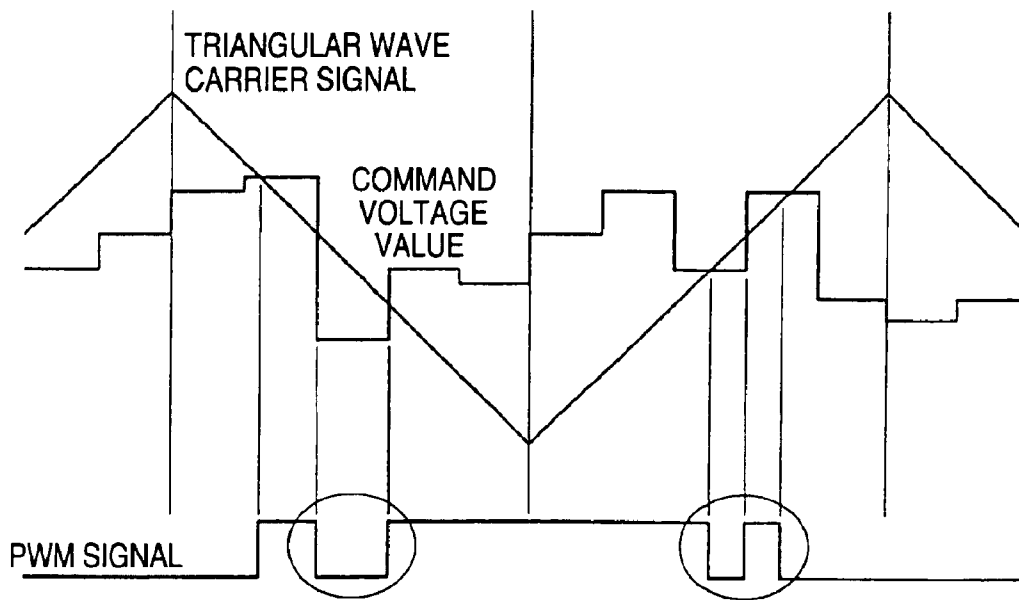 TRIANGULAR WAVE
CARRIER SIGNAL
COMMAND
VOLTAGE
VALUE
PWM SIGNAL